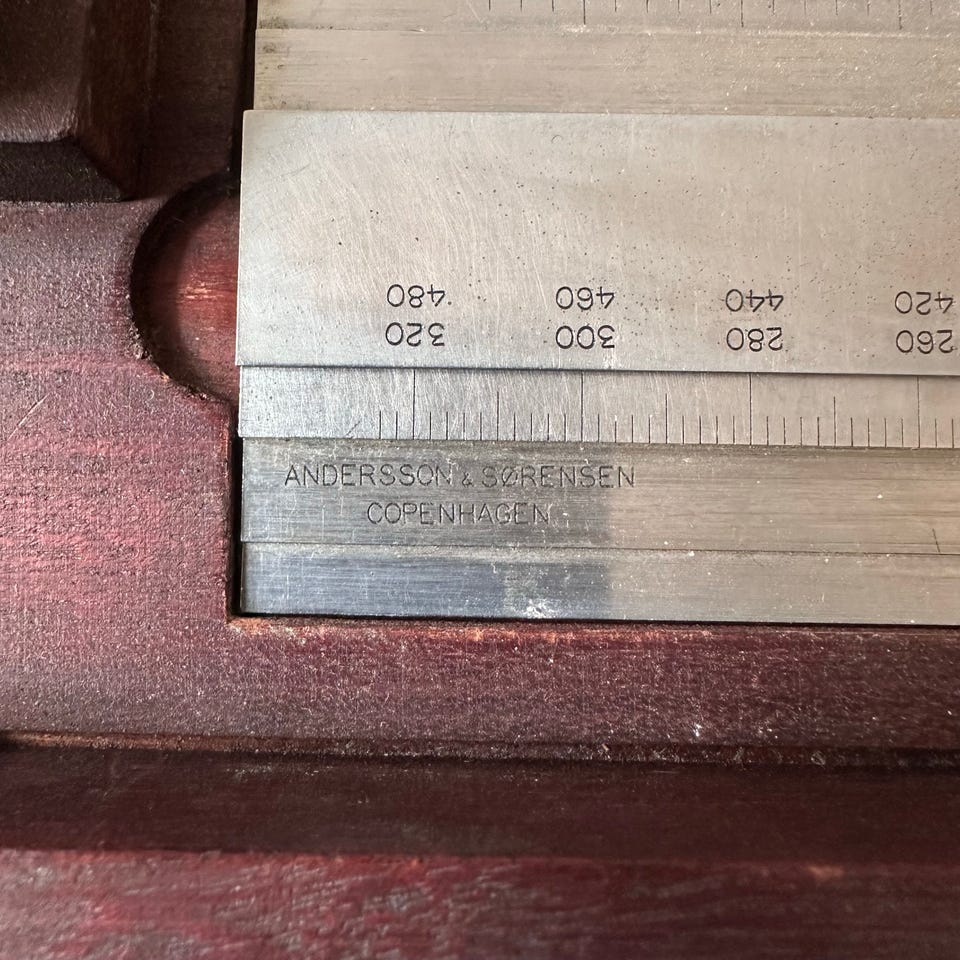 480 460 440 420
320 300 280 260
ANDERSSON & SØRENSEN
COPENHAGEN